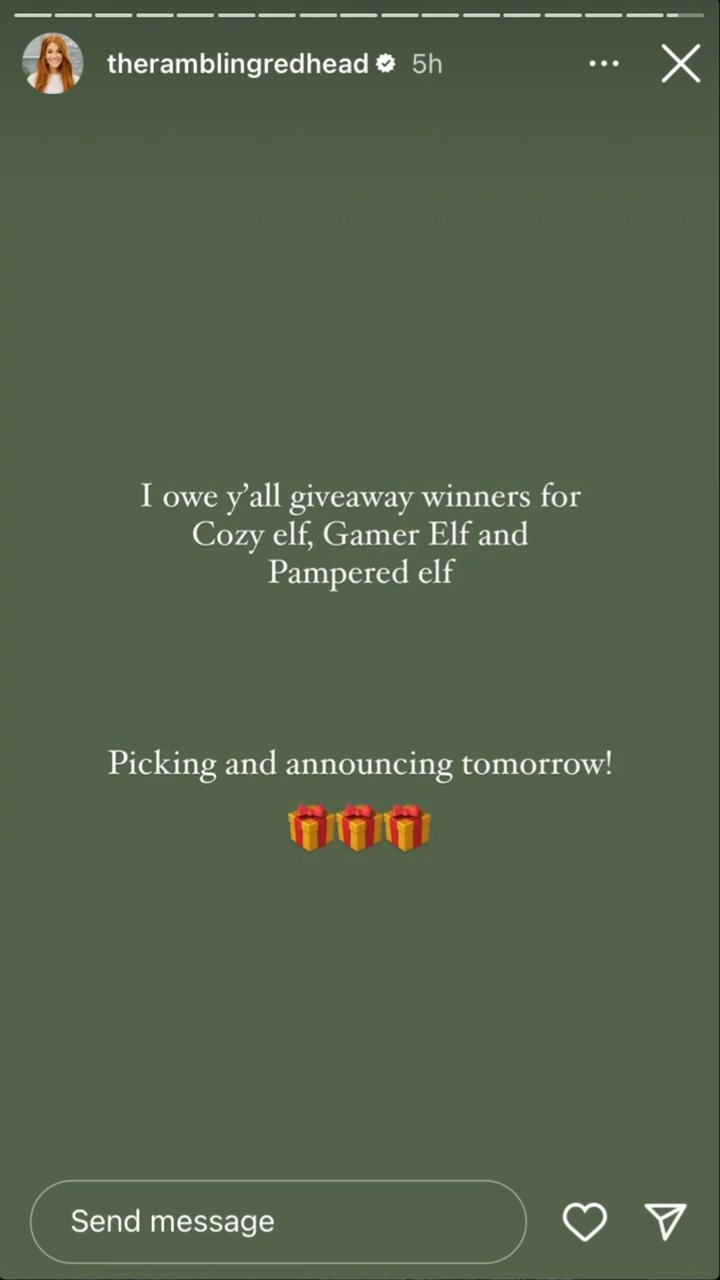 theramblingredhead 5h
I owe y’all giveaway winners for
Cozy elf, Gamer Elf and
Pampered elf
Picking and announcing tomorrow!
🎁🎁🎁
Send message